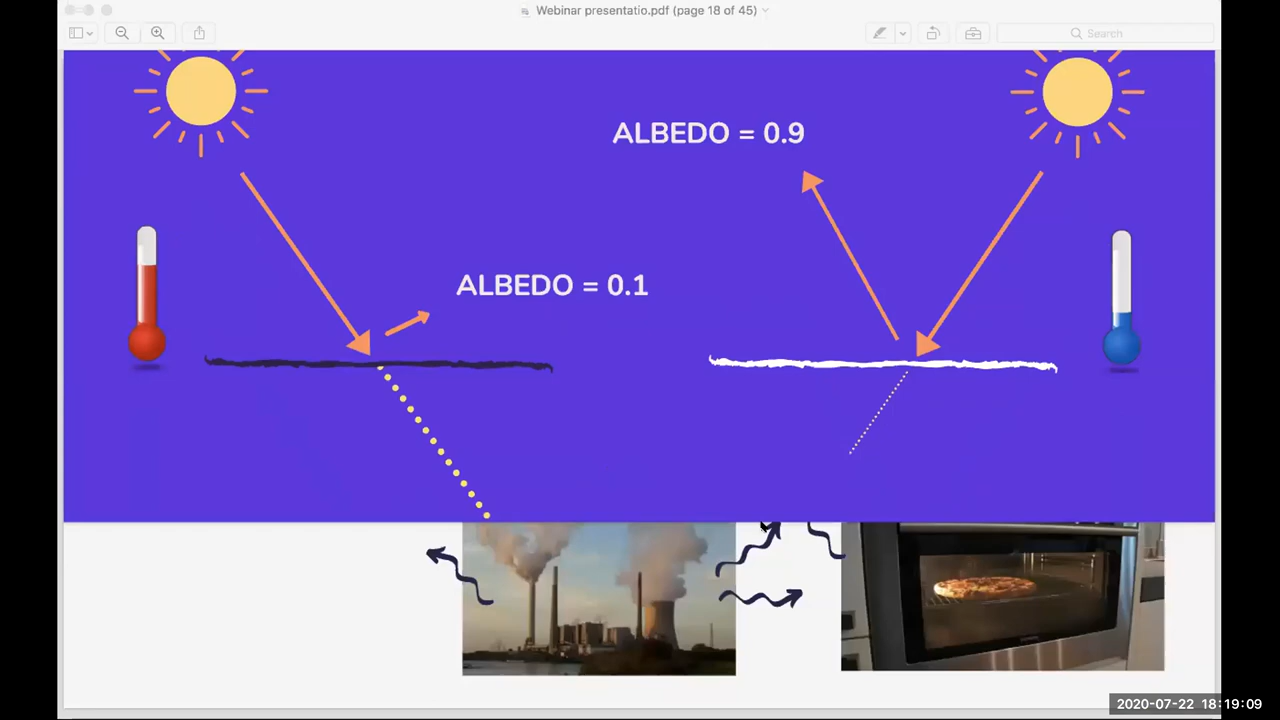 Webinar presentatio.pdf (page 18 of 45)
Search
ALBEDO = 0.9
ALBEDO = 0.1
2020-07-22 18:19:09